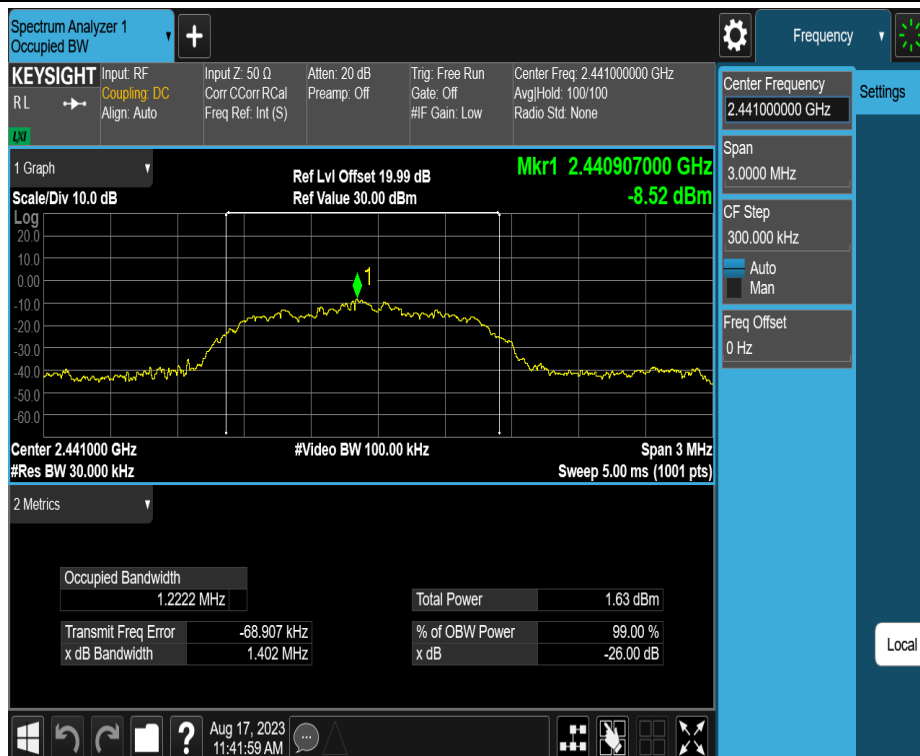 Spectrum Analyzer 1
Occupied BW
Frequency
KEYSIGHT
R L
LXI
Input: RF
Coupling: DC
Align: Auto
Input Z: 50 Ω
Corr CCorr RCal
Freq Ref: Int (S)
Atten: 20 dB
Preamp: Off
Trig: Free Run
Gate: Off
#IF Gain: Low
Center Freq: 2.441000000 GHz
Avg|Hold: 100/100
Radio Std: None
Center Frequency
2.441000000 GHz
Settings
Span
3.0000 MHz
CF Step
300.000 kHz
Auto
Man
Freq Offset
0 Hz
1 Graph
Scale/Div 10.0 dB
Ref Lvl Offset 19.99 dB
Ref Value 30.00 dBm
Mkr1 2.440907000 GHz
-8.52 dBm
Log
20.0
10.0
0.00
-10.0
-20.0
-30.0
-40.0
-50.0
-60.0
1
Center 2.441000 GHz
#Res BW 30.000 kHz
#Video BW 100.00 kHz
Span 3 MHz
Sweep 5.00 ms (1001 pts)
2 Metrics
Occupied Bandwidth
1.2222 MHz
Transmit Freq Error -68.907 kHz
x dB Bandwidth 1.402 MHz
Total Power 1.63 dBm
% of OBW Power 99.00 %
x dB -26.00 dB
Local
Aug 17, 2023
11:41:59 AM